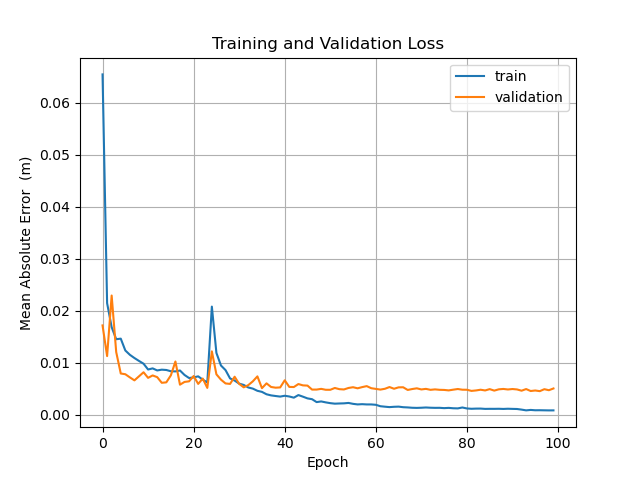 Training and Validation Loss
train
validation
0.06
0.05
0.04
0.03
0.02
0.01
0.00
Mean Absolute Error  (m)
0
20
40
60
80
100
Epoch